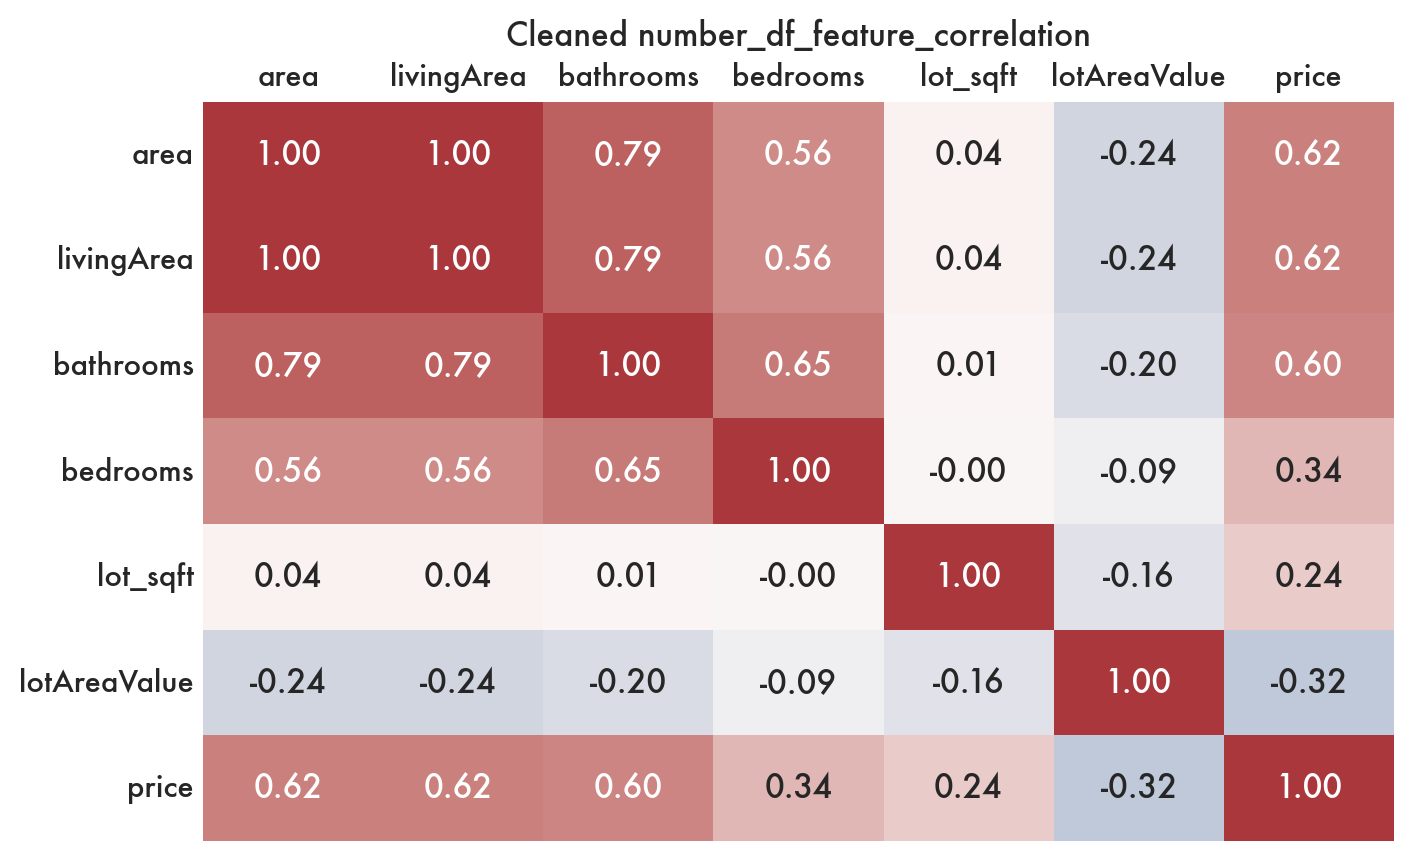 Cleaned number_df_feature_correlation
area livingArea bathrooms bedrooms lot_sqft lotAreaValue price
area 1.00 1.00 0.79 0.56 0.04 -0.24 0.62
livingArea 1.00 1.00 0.79 0.56 0.04 -0.24 0.62
bathrooms 0.79 0.79 1.00 0.65 0.01 -0.20 0.60
bedrooms 0.56 0.56 0.65 1.00 -0.00 -0.09 0.34
lot_sqft 0.04 0.04 0.01 -0.00 1.00 -0.16 0.24
lotAreaValue -0.24 -0.24 -0.20 -0.09 -0.16 1.00 -0.32
price 0.62 0.62 0.60 0.34 0.24 -0.32 1.00